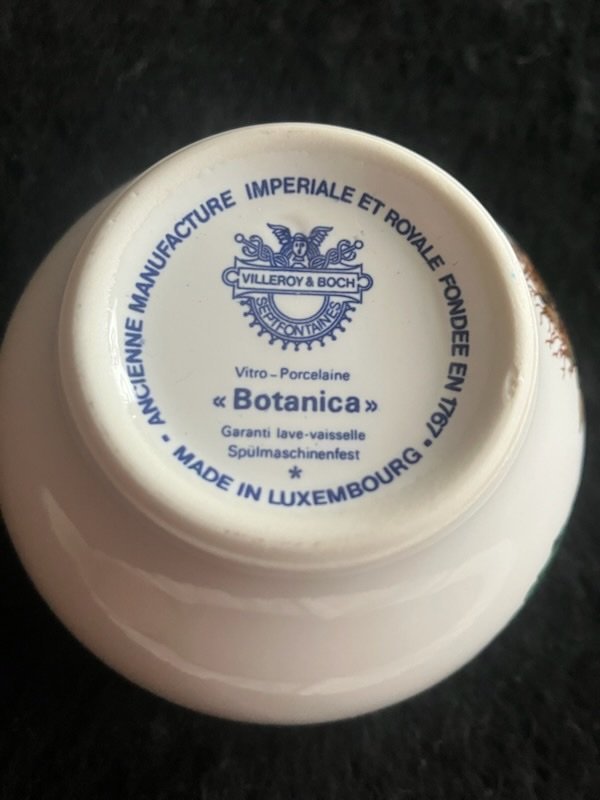 ANCIENNE MANUFACTURE IMPERIALE ET ROYALE FONDEE EN 1767 •
VILLEROY & BOCH
SEPTFONTAINES
Vitro-Porcelaine
« Botanica »
Garanti lave-vaisselle
Spülmaschinenfest
*
• MADE IN LUXEMBOURG